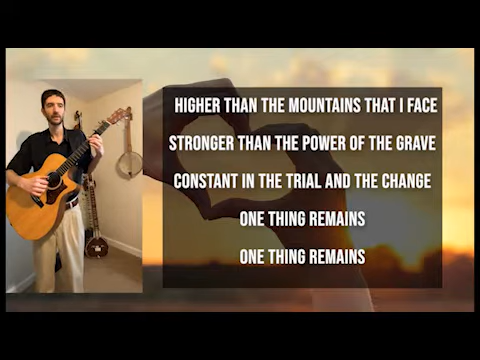 HIGHER THAN THE MOUNTAINS THAT I FACE
STRONGER THAN THE POWER OF THE GRAVE
CONSTANT IN THE TRIAL AND THE CHANGE
ONE THING REMAINS
ONE THING REMAINS